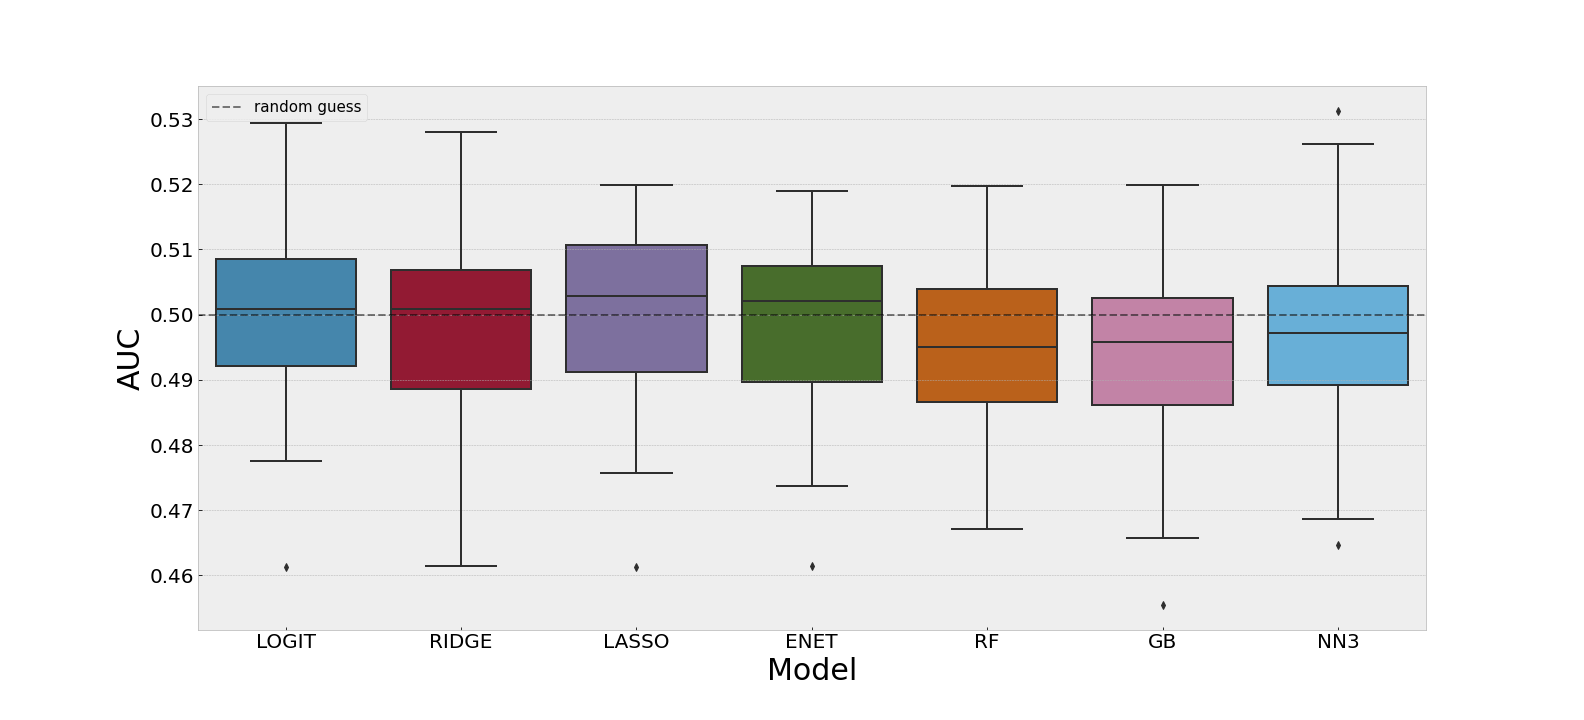 random guess
0.53
0.52
0.51
0.50
0.49
0.48
0.47
0.46
AUC
LOGIT RIDGE LASSO ENET RF GB NN3
Model